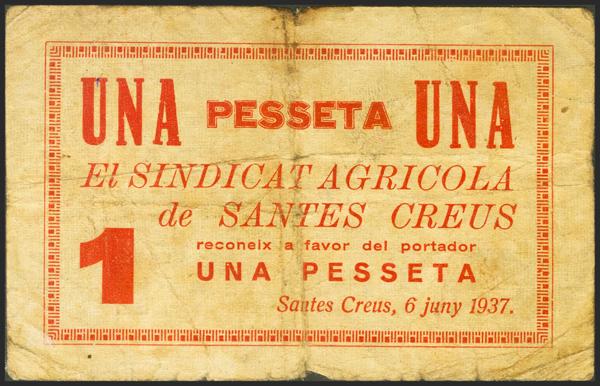 UNA PESSETA UNA
El SINDICAT AGRICOLA
de SANTES CREUS
reconeix a favor del portador
1 UNA PESSETA
Santes Creus, 6 juny 1937.